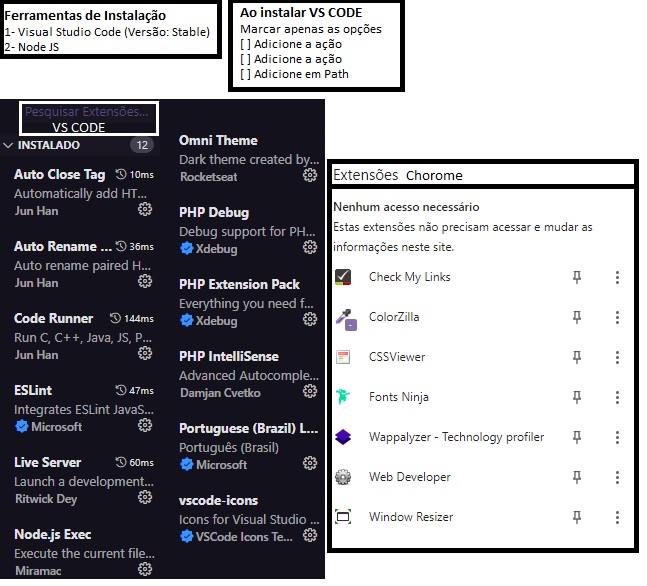 Ferramentas de Instalação
1- Visual Studio Code (Versão: Stable)
2- Node JS
Ao instalar VS CODE
Marcar apenas as opções
[ ] Adicione a ação
[ ] Adicione a ação
[ ] Adicione em Path
Pesquisar Extensões...
VS CODE
INSTALADO 12
Auto Close Tag 10ms
Automatically add HT...
Jun Han
Auto Rename ... 36ms
Auto rename paired H...
Jun Han
Code Runner 144ms
Run C, C++, Java, JS, P...
Jun Han
ESLint 47ms
Integrates ESLint JavaS...
Microsoft
Live Server 60ms
Launch a development...
Ritwick Dey
Node.js Exec
Execute the current file...
Miramac
Omni Theme
Dark theme created by...
Rocketseat
PHP Debug
Debug support for PH...
Xdebug
PHP Extension Pack
Everything you need f...
Xdebug
PHP IntelliSense
Advanced Autocomple...
Damjan Cvetko
Portuguese (Brazil) L...
Português (Brasil)
Microsoft
vscode-icons
Icons for Visual Studio ...
VSCode Icons Te...
Extensões Chorome
Nenhum acesso necessário
Estas extensões não precisam acessar e mudar as
informações neste site.
Check My Links
ColorZilla
CSSViewer
Fonts Ninja
Wappalyzer - Technology profiler
Web Developer
Window Resizer